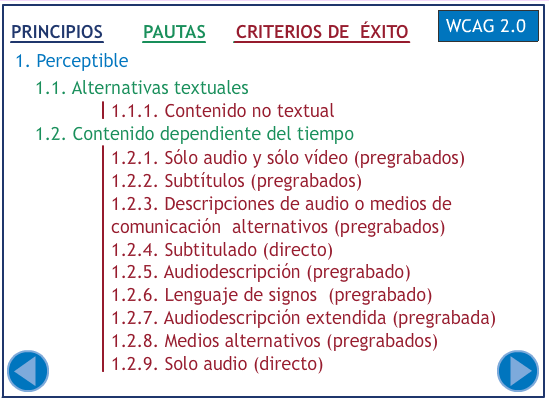 PRINCIPIOS PAUTAS CRITERIOS DE ÉXITO WCAG 2.0
1. Perceptible
1.1. Alternativas textuales
1.1.1. Contenido no textual
1.2. Contenido dependiente del tiempo
1.2.1. Sólo audio y sólo vídeo (pregrabados)
1.2.2. Subtítulos (pregrabados)
1.2.3. Descripciones de audio o medios de
comunicación alternativos (pregrabados)
1.2.4. Subtitulado (directo)
1.2.5. Audiodescripción (pregrabado)
1.2.6. Lenguaje de signos (pregrabado)
1.2.7. Audiodescripción extendida (pregrabada)
1.2.8. Medios alternativos (pregrabados)
1.2.9. Solo audio (directo)